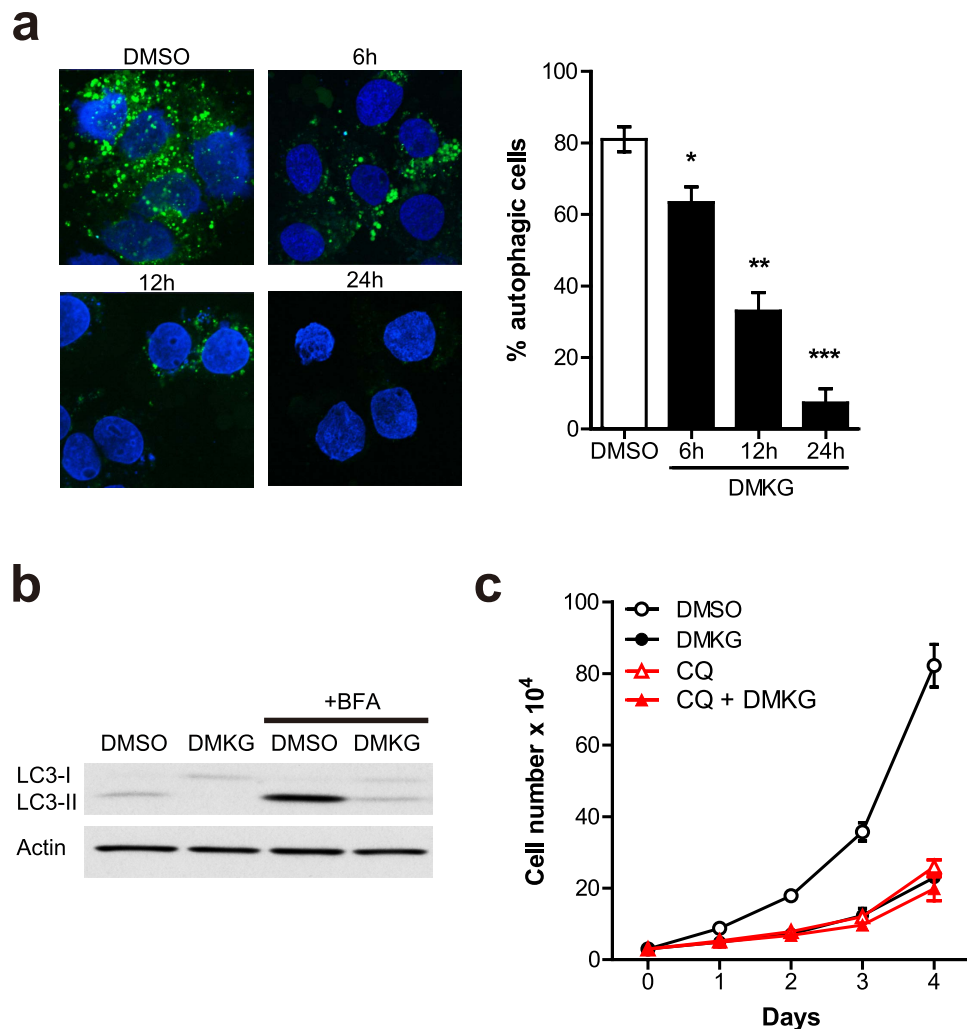 a
DMSO
6h
12h
24h
% autophagic cells
80
60
40
20
0
*
**
***
DMSO
6h
12h
24h
DMKG
b
+BFA
DMSO
DMKG
DMSO
DMKG
LC3-I
LC3-II
Actin
c
DMSO
DMKG
CQ
CQ + DMKG
Cell number x 10⁴
100
80
60
40
20
0
0
1
2
3
4
Days